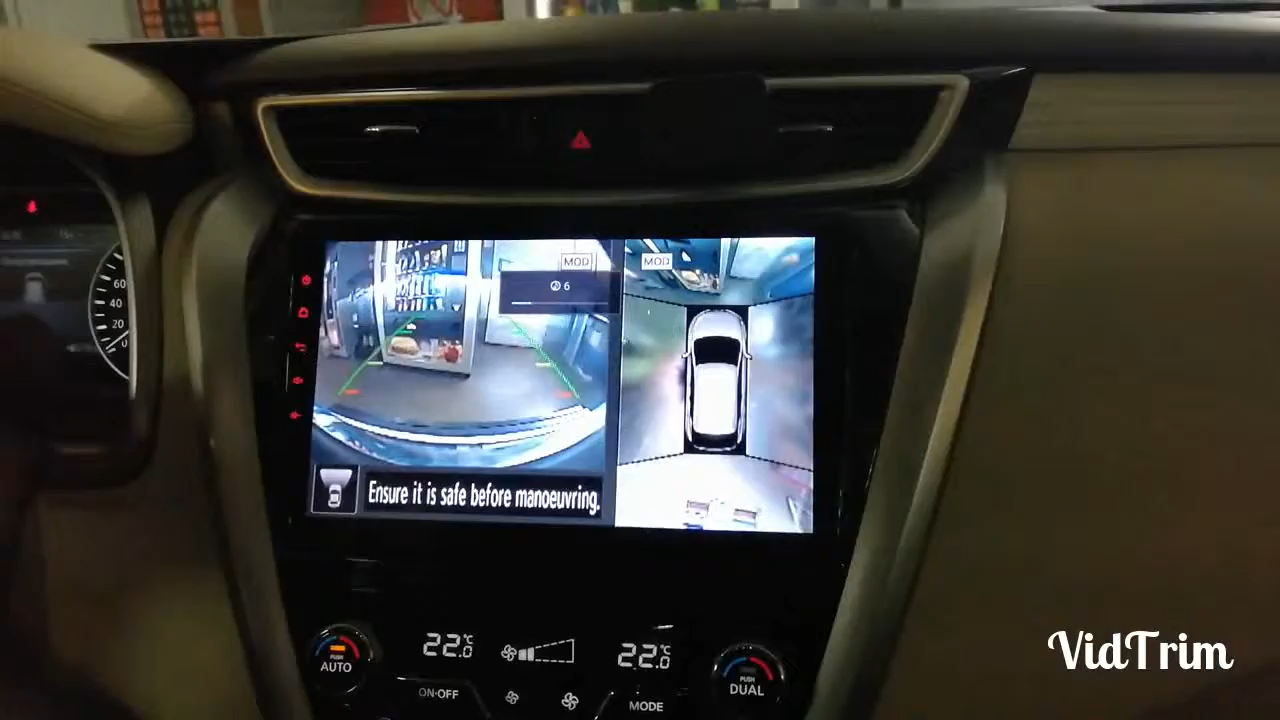 MOD
MOD
6
60
40
20
0
Ensure it is safe before manoeuvring.
22.0°C
22.0°C
PUSH
AUTO
PUSH
DUAL
ON·OFF
MODE
VidTrim